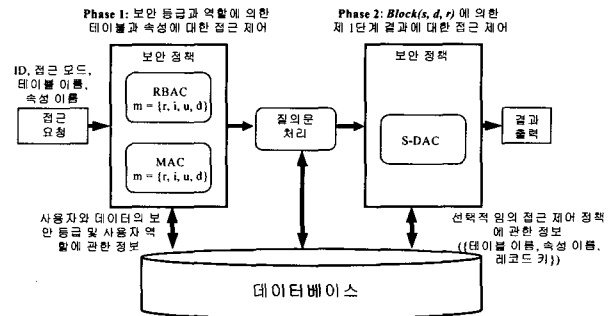 Phase 1: 보안 등급과 역할에 의한
테이블과 속성에 대한 접근 제어
Phase 2: Block(s, d, r) 에 의한
제 1단계 결과에 대한 접근 제어
ID, 접근 모드,
테이블 이름,
속성 이름
접근
요청
보안 정책
RBAC
m = {r, i, u, d}
MAC
m = {r, i, u, d}
질의문
처리
보안 정책
S-DAC
결과
출력
사용자와 데이터의 보
안 등급 및 사용자 역
할에 관한 정보
선택적 임의 접근 제어 정책
에 관한 정보
({테이블 이름, 속성 이름,
레코드 키})
데이터베이스